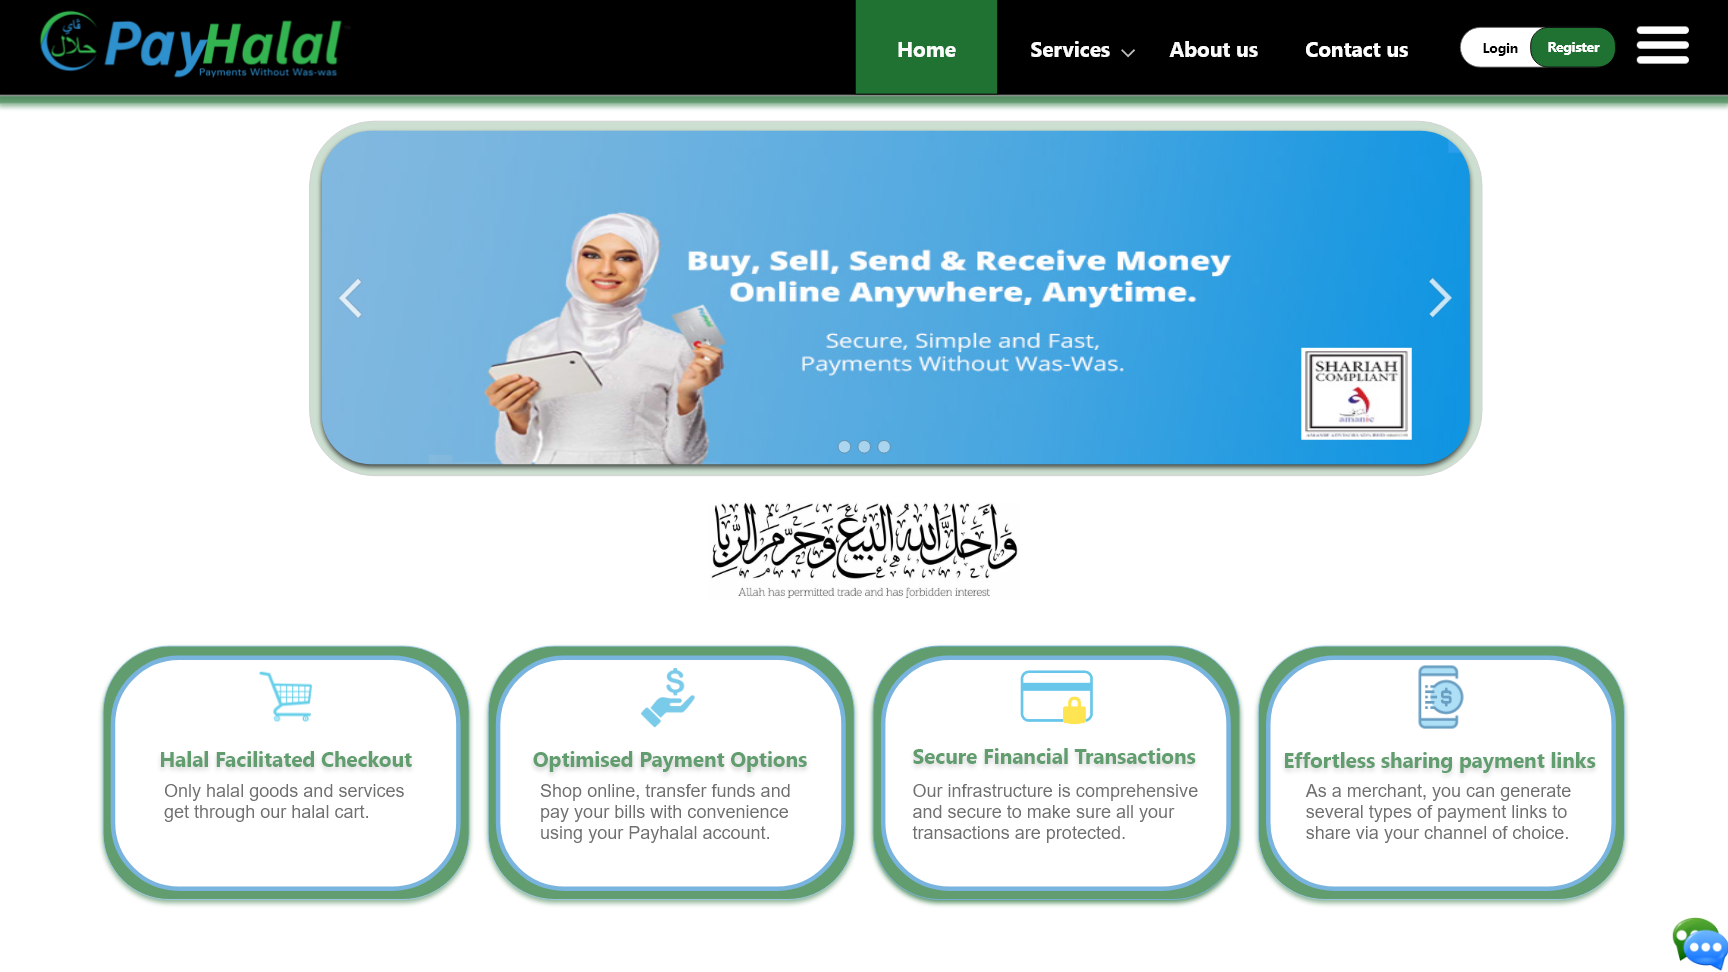 فاي
حلال
PayHalal
Payments Without Was-was
Home
Services
About us
Contact us
Login
Register
Buy, Sell, Send & Receive Money
Online Anywhere, Anytime.
Secure, Simple and Fast,
Payments Without Was-Was.
SHARIAH
COMPLIANT
amanie
وَأَحَلَّ اللَّهُ الْبَيْعَ وَحَرَّمَ الرِّبَا
Allah has permitted trade and has forbidden interest
Halal Facilitated Checkout
Only halal goods and services
get through our halal cart.
Optimised Payment Options
Shop online, transfer funds and
pay your bills with convenience
using your Payhalal account.
Secure Financial Transactions
Our infrastructure is comprehensive
and secure to make sure all your
transactions are protected.
Effortless sharing payment links
As a merchant, you can generate
several types of payment links to
share via your channel of choice.